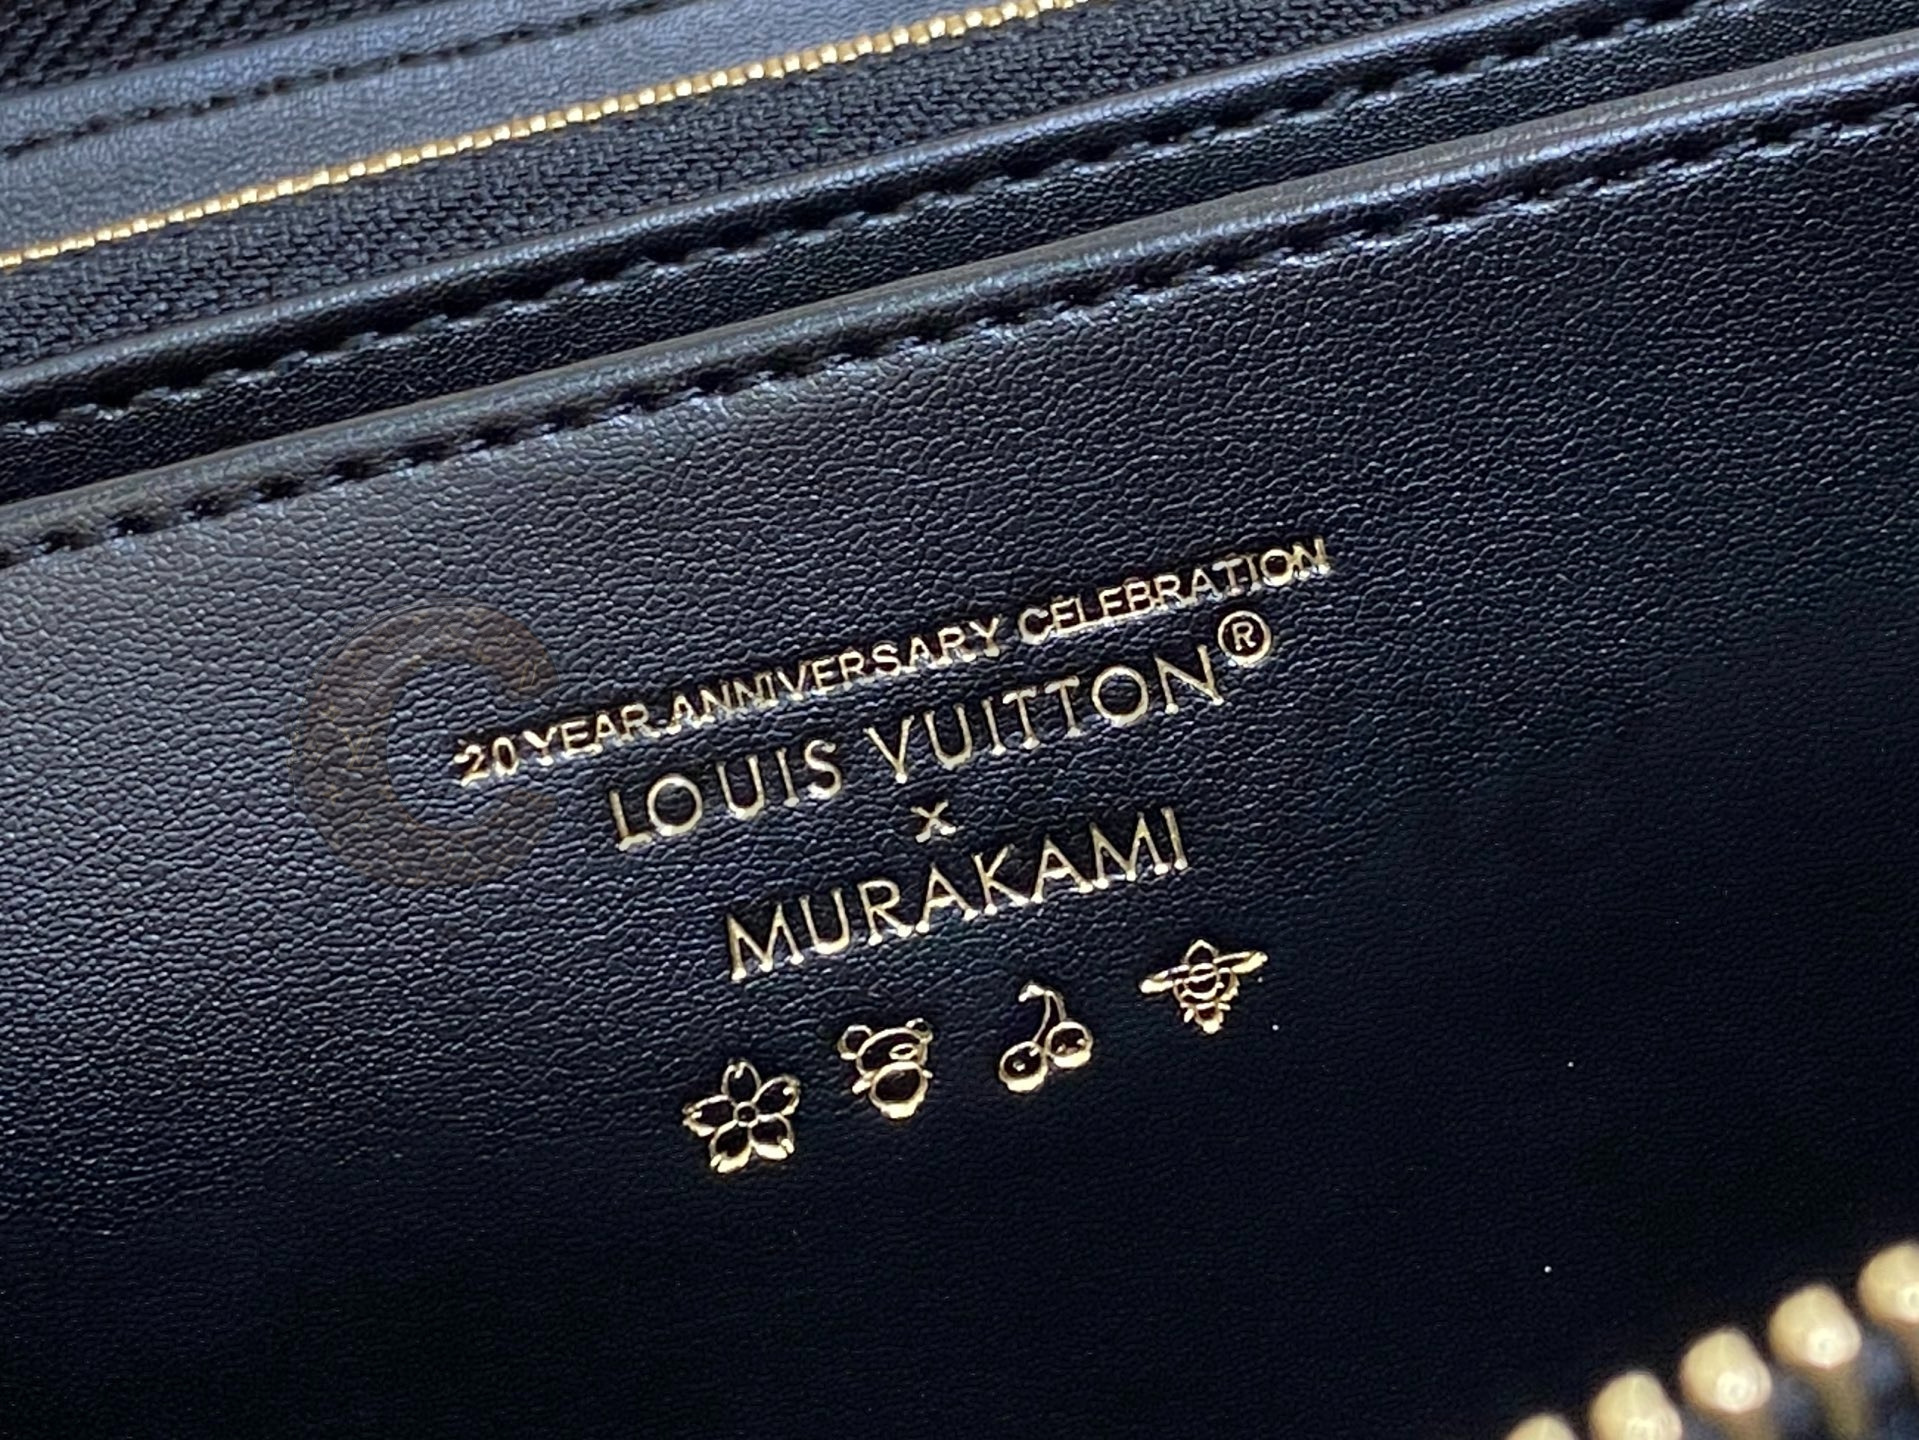 20 YEAR ANNIVERSARY CELEBRATION
LOUIS VUITTON®
x
MURAKAMI
C